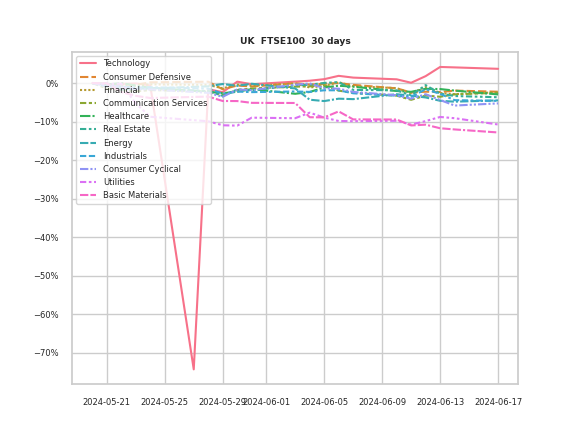 UK FTSE100 30 days
Technology
Consumer Defensive
Financial
Communication Services
Healthcare
Real Estate
Energy
Industrials
Consumer Cyclical
Utilities
Basic Materials
0%
−10%
−20%
−30%
−40%
−50%
−60%
−70%
2024-05-21 2024-05-25 2024-05-29 2024-06-01 2024-06-05 2024-06-09 2024-06-13 2024-06-17